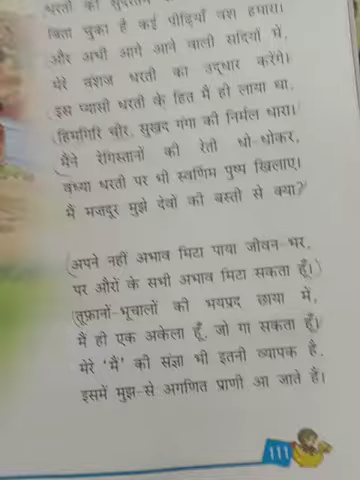 धरती को सुन्दरतम
बिता चुका है कई पीढ़ियाँ वंश हमारा।
और अभी आगे आने वाली सदियों में,
मेरे वंशज धरती का उद्धार करेंगे।
इस प्यासी धरती के हित मैं ही लाया था,
(हिमगिरि चीर, सुखद गंगा की निर्मल धारा।
मैंने रेगिस्तानों की रेती धो-धोकर,
वंध्या धरती पर भी स्वर्णिम पुष्प खिलाए।
मैं मजदूर मुझे देवों की बस्ती से क्या?
(अपने नहीं अभाव मिटा पाया जीवन-भर,
पर औरों के सभी अभाव मिटा सकता हूँ।)
(तूफ़ानों-भूचालों की भयप्रद छाया में,
मैं ही एक अकेला हूँ, जो गा सकता हूँ।
मेरे 'मैं' की संज्ञा भी इतनी व्यापक है,
इसमें मुझ-से अगणित प्राणी आ जाते हैं।
111